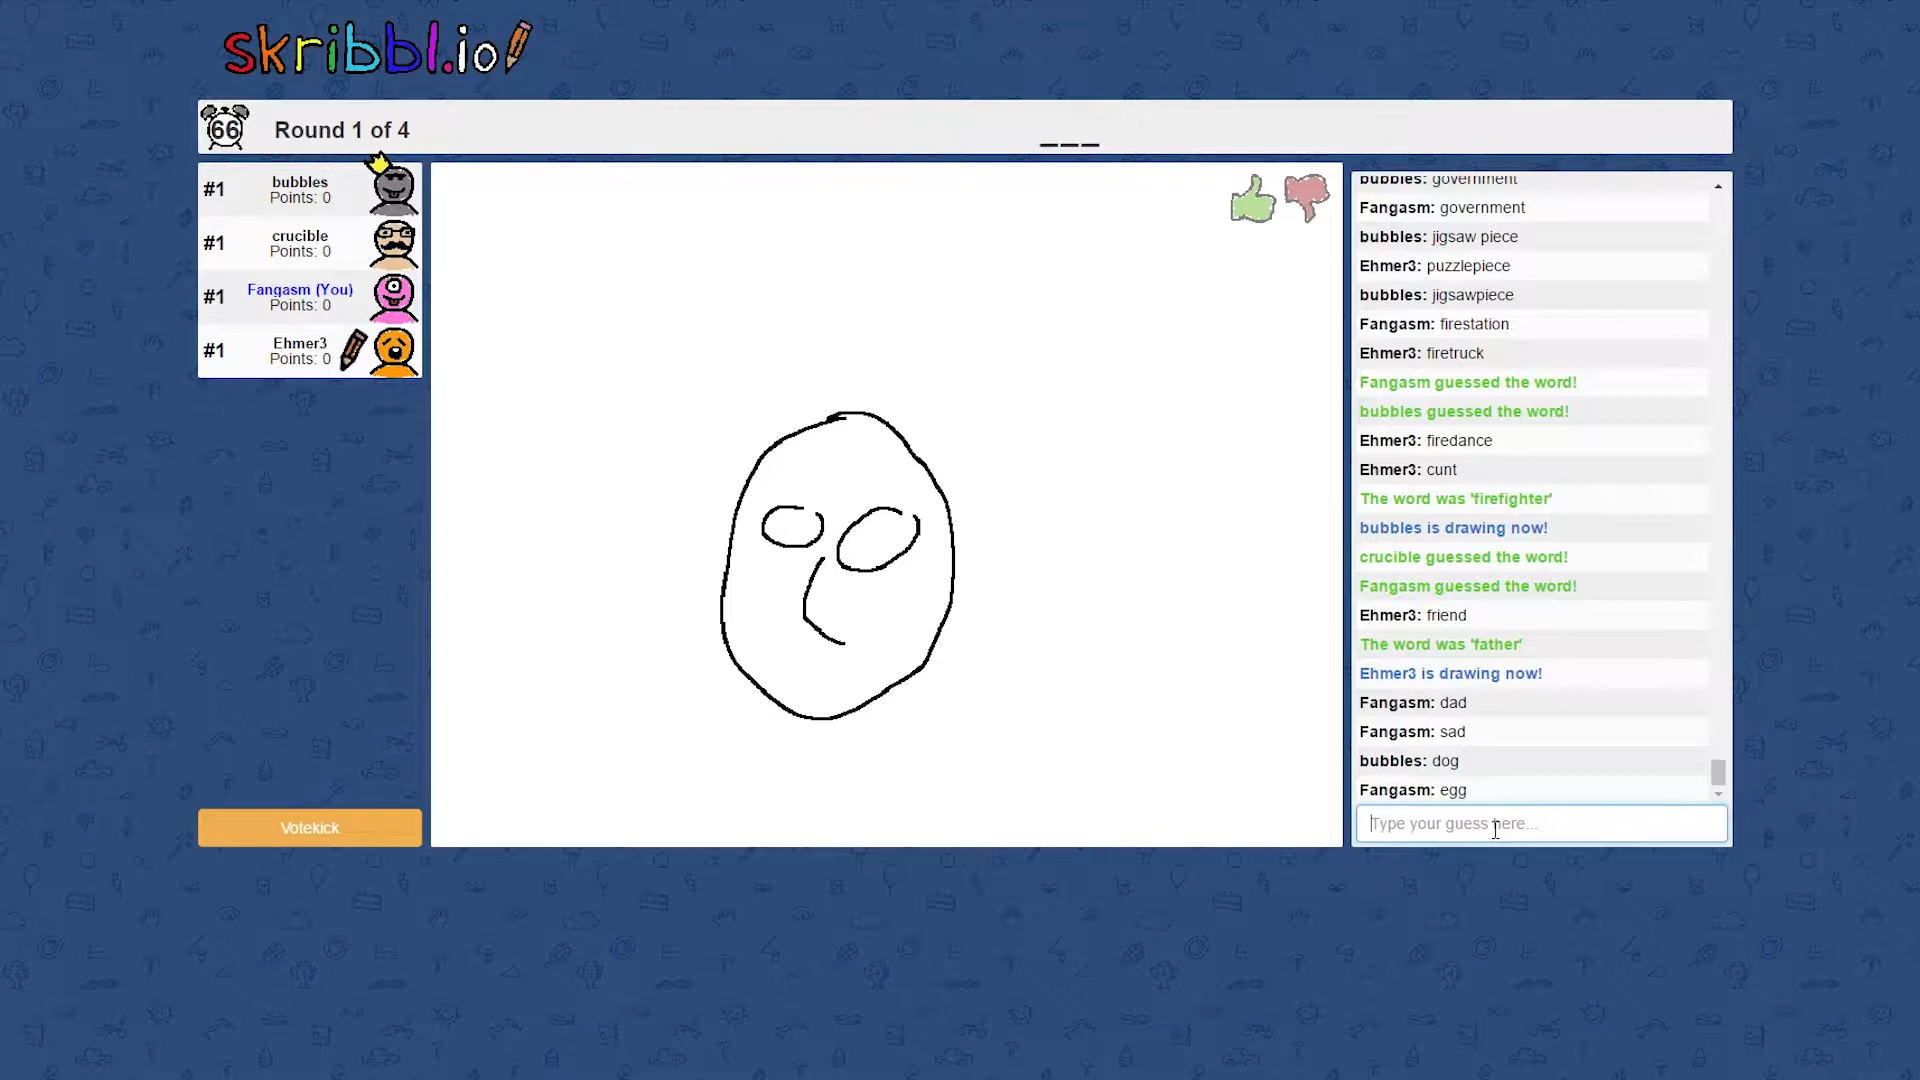 skribbl.io
66
Round 1 of 4
___
#1
bubbles
Points: 0
#1
crucible
Points: 0
#1
Fangasm (You)
Points: 0
#1
Ehmer3
Points: 0
Votekick
bubbles: government
Fangasm: government
bubbles: jigsaw piece
Ehmer3: puzzlepiece
bubbles: jigsawpiece
Fangasm: firestation
Ehmer3: firetruck
Fangasm guessed the word!
bubbles guessed the word!
Ehmer3: firedance
Ehmer3: cunt
The word was 'firefighter'
bubbles is drawing now!
crucible guessed the word!
Fangasm guessed the word!
Ehmer3: friend
The word was 'father'
Ehmer3 is drawing now!
Fangasm: dad
Fangasm: sad
bubbles: dog
Fangasm: egg
Type your guess here...